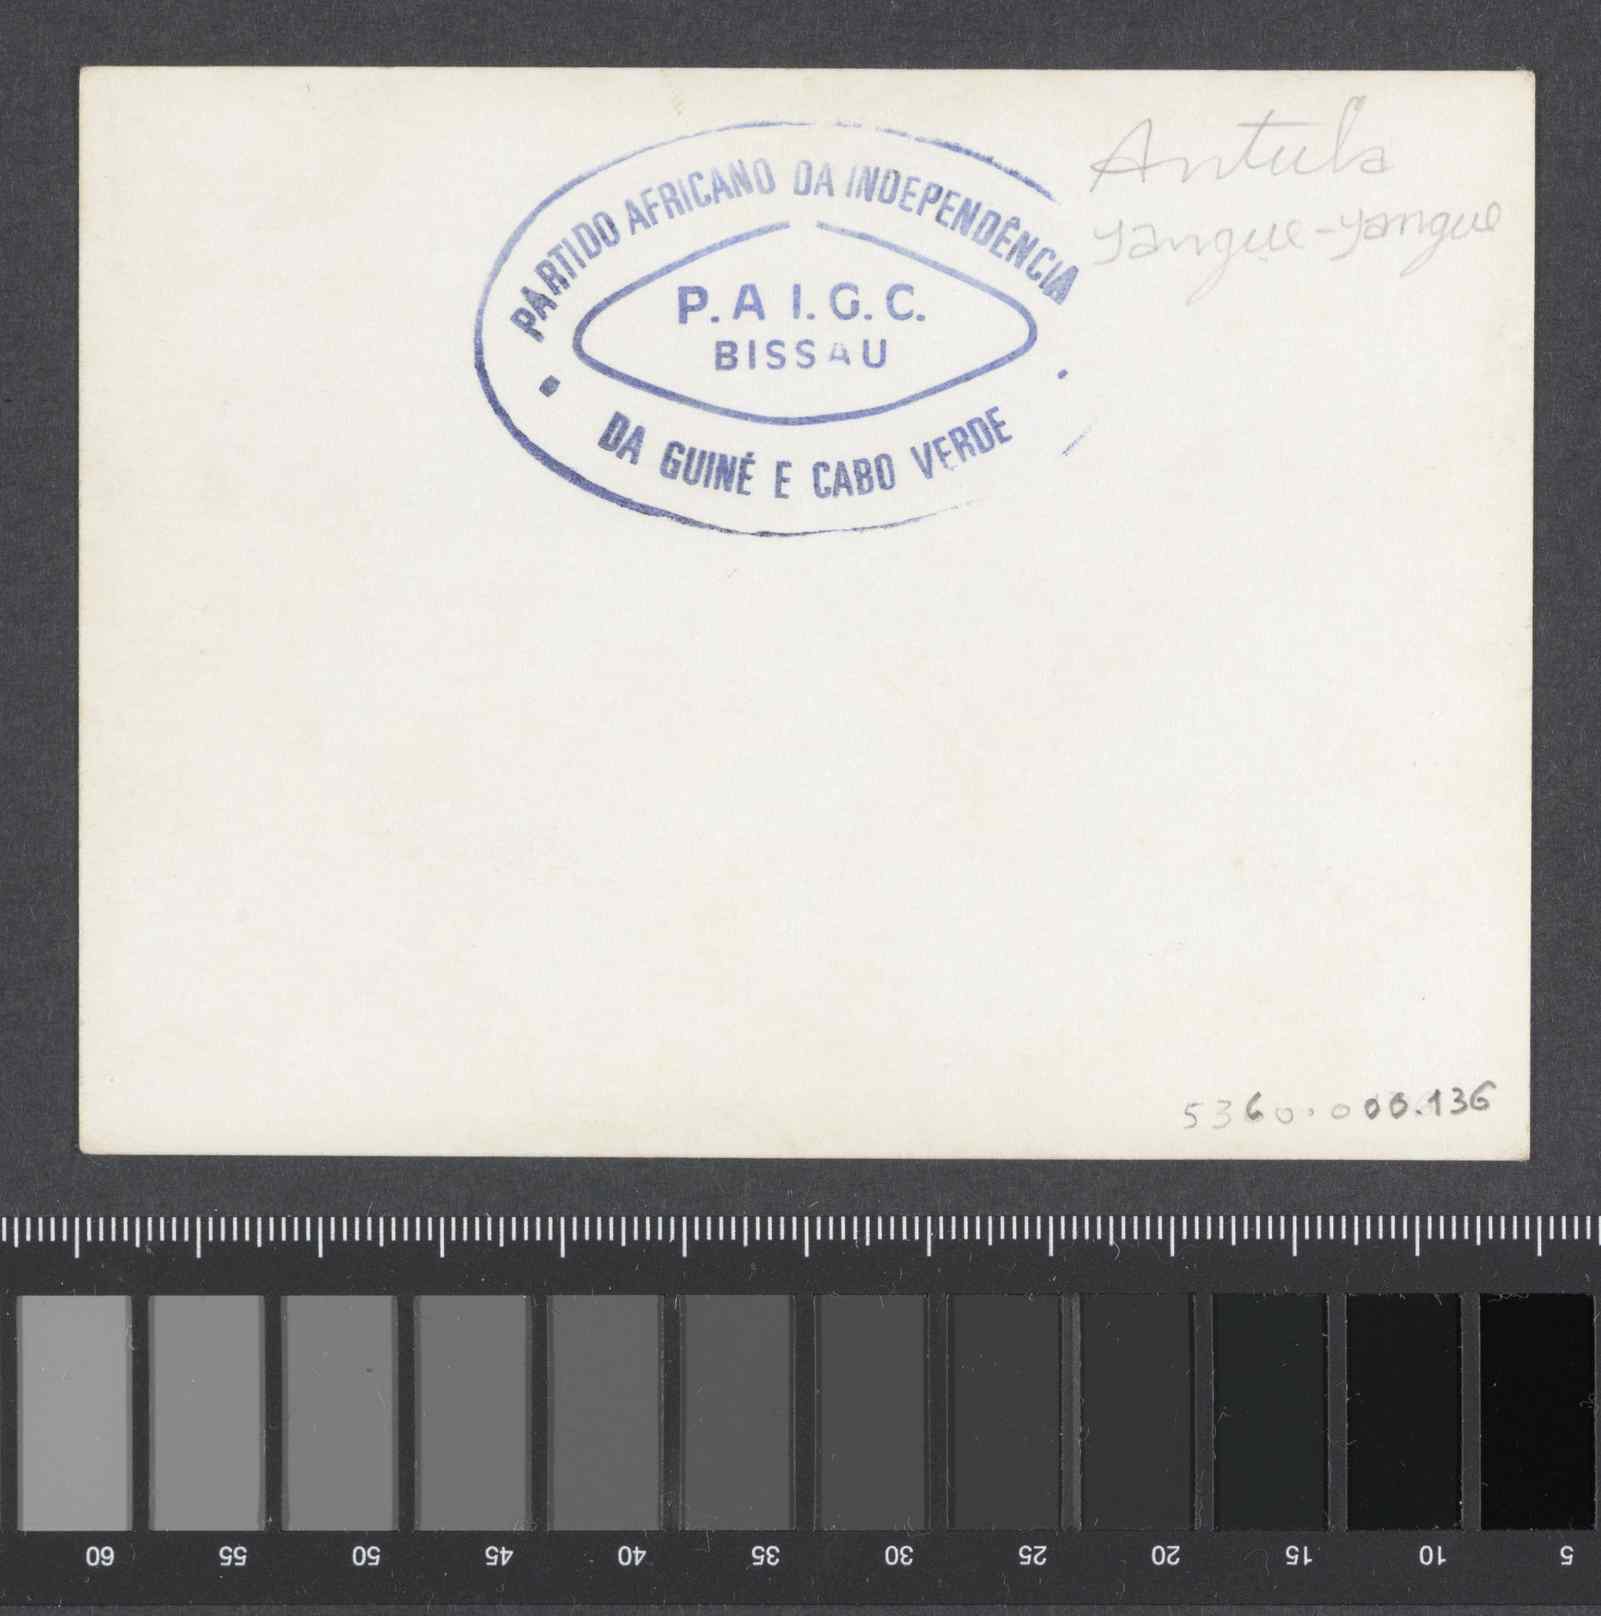 PARTIDO AFRICANO DA INDEPENDÊNCIA
P.A I.G.C.
BISSAU
DA GUINÉ E CABO VERDE
Antula
Yangue-Yangue
5360.000.136
60 55 50 45 40 35 30 25 20 15 10 5